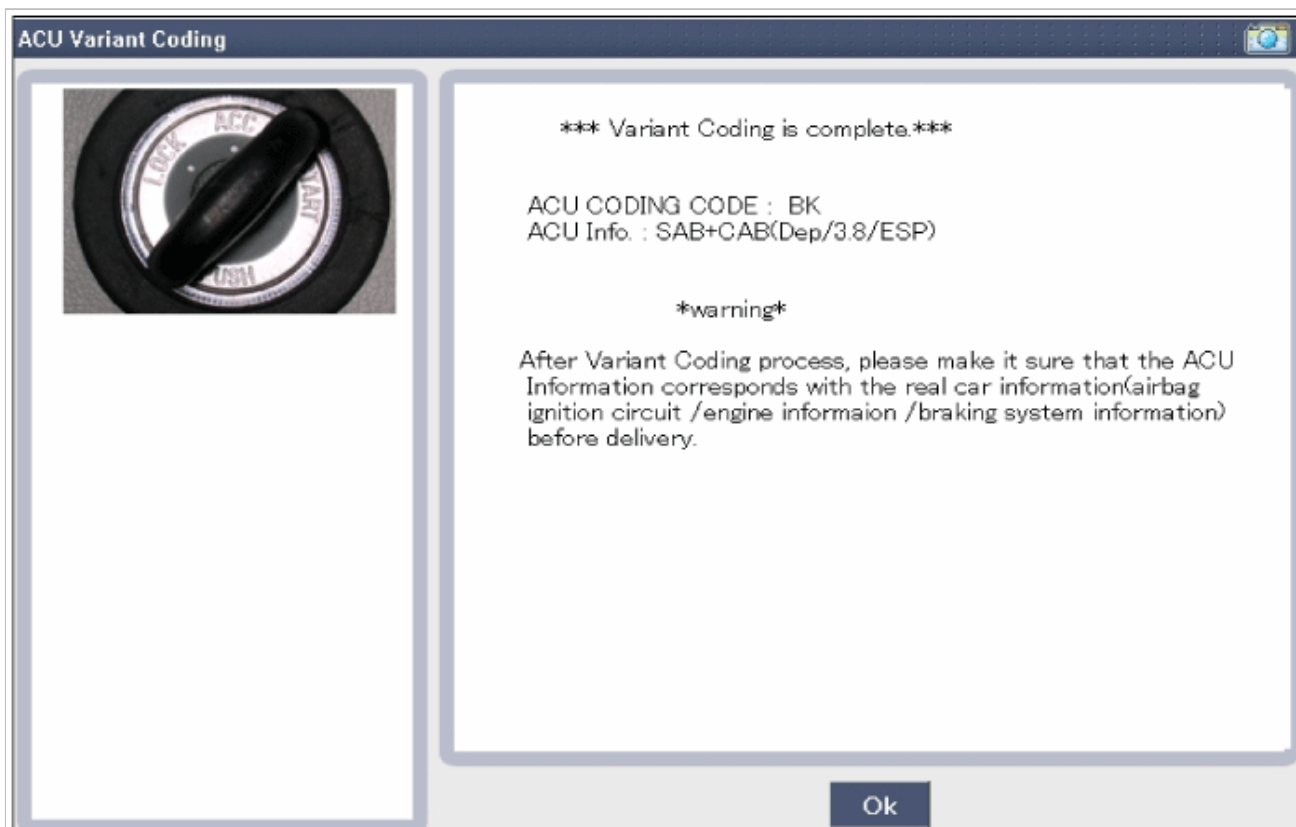 ACU Variant Coding
LOCK
ACC
START
PUSH
*** Variant Coding is complete.***
ACU CODING CODE : BK
ACU Info. : SAB+CAB(Dep/3.8/ESP)
*warning*
After Variant Coding process, please make it sure that the ACU
Information corresponds with the real car information(airbag
ignition circuit /engine informaion /braking system information)
before delivery.
Ok